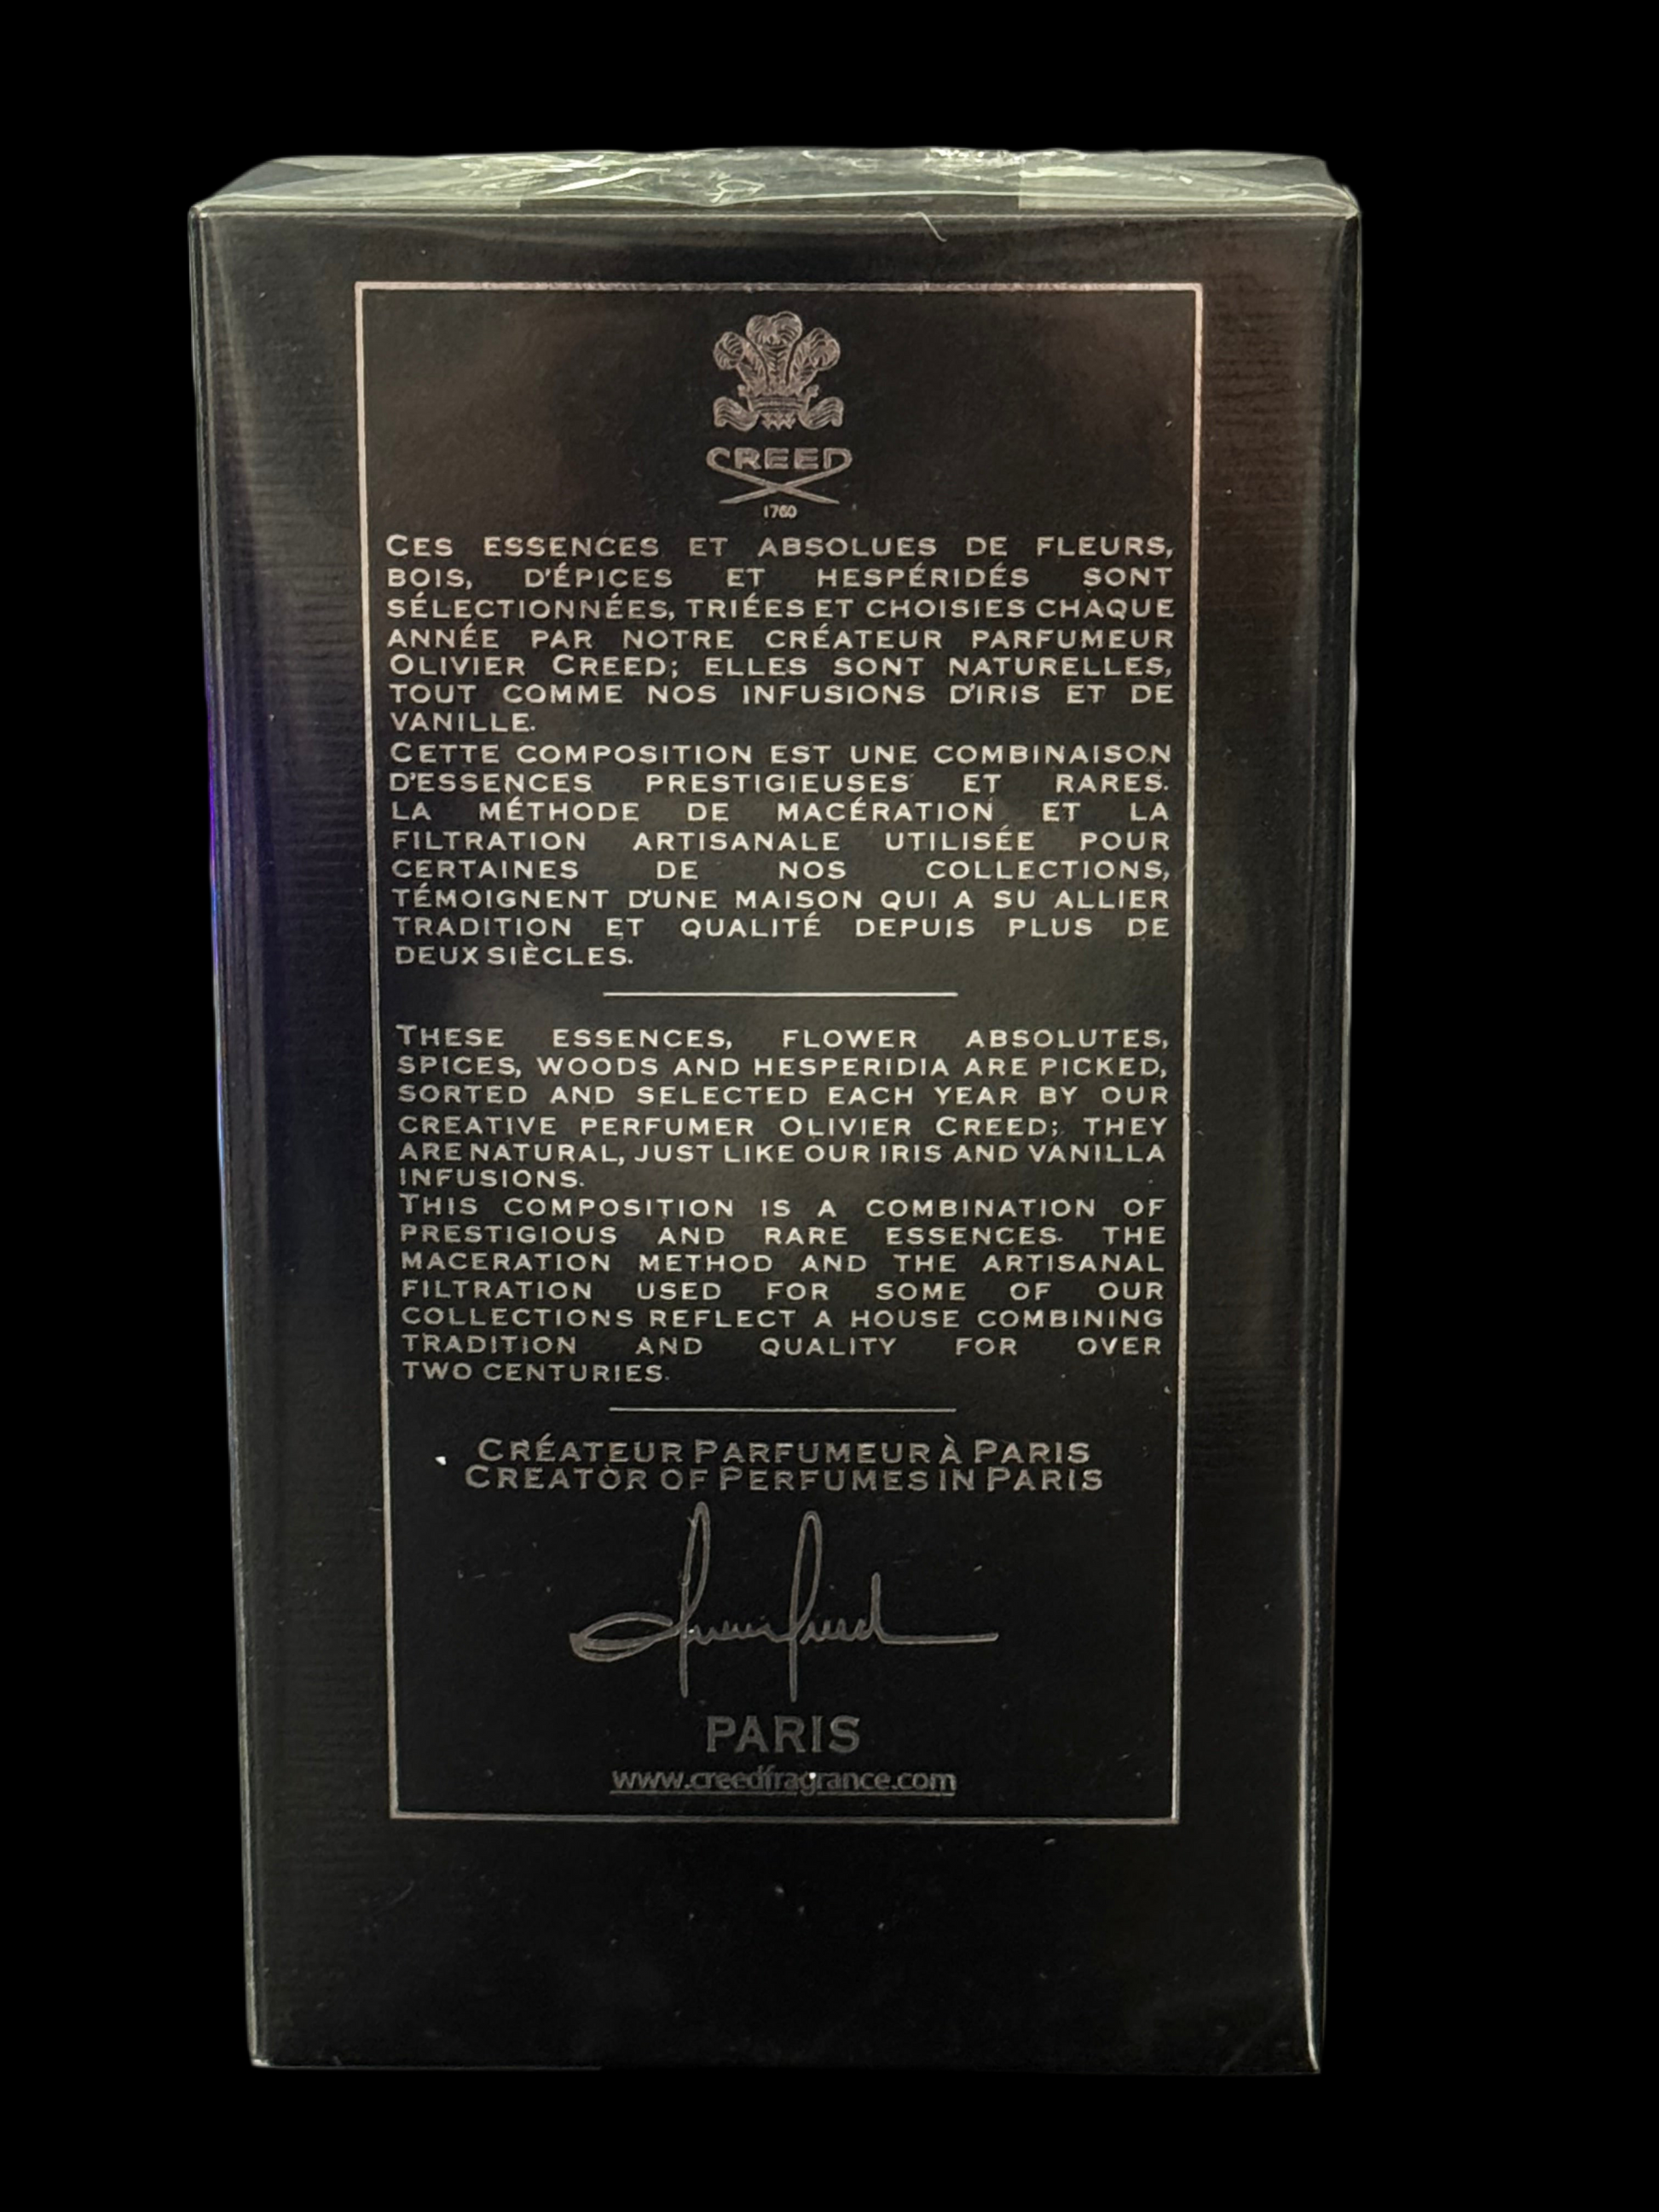 CREED
1760
CES ESSENCES ET ABSOLUES DE FLEURS,
BOIS, D'ÉPICES ET HESPÉRIDÉS SONT
SÉLECTIONNÉES, TRIÉES ET CHOISIES CHAQUE
ANNÉE PAR NOTRE CRÉATEUR PARFUMEUR
OLIVIER CREED; ELLES SONT NATURELLES,
TOUT COMME NOS INFUSIONS D'IRIS ET DE
VANILLE.
CETTE COMPOSITION EST UNE COMBINAISON
D'ESSENCES PRESTIGIEUSES ET RARES.
LA MÉTHODE DE MACÉRATION ET LA
FILTRATION ARTISANALE UTILISÉE POUR
CERTAINES DE NOS COLLECTIONS,
TÉMOIGNENT D'UNE MAISON QUI A SU ALLIER
TRADITION ET QUALITÉ DEPUIS PLUS DE
DEUX SIÈCLES.
THESE ESSENCES, FLOWER ABSOLUTES,
SPICES, WOODS AND HESPERIDIA ARE PICKED,
SORTED AND SELECTED EACH YEAR BY OUR
CREATIVE PERFUMER OLIVIER CREED; THEY
ARE NATURAL, JUST LIKE OUR IRIS AND VANILLA
INFUSIONS.
THIS COMPOSITION IS A COMBINATION OF
PRESTIGIOUS AND RARE ESSENCES. THE
MACERATION METHOD AND THE ARTISANAL
FILTRATION USED FOR SOME OF OUR
COLLECTIONS REFLECT A HOUSE COMBINING
TRADITION AND QUALITY FOR OVER
TWO CENTURIES.
CRÉATEUR PARFUMEUR À PARIS
CREATOR OF PERFUMES IN PARIS
PARIS
www.creedfragrance.com